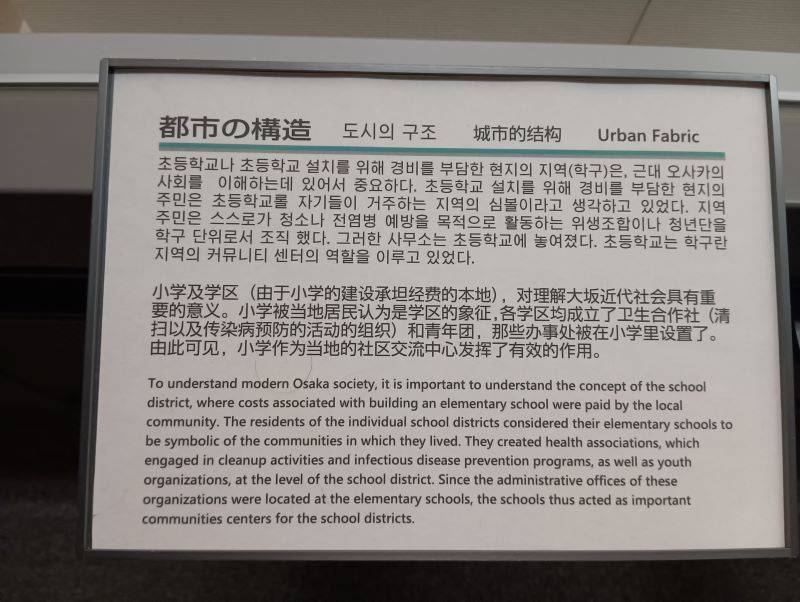 都市の構造 도시의 구조 城市的结构 Urban Fabric
초등학교나 초등학교 설치를 위해 경비를 부담한 현지의 지역(학구)은, 근대 오사카의
사회를 이해하는데 있어서 중요하다. 초등학교 설치를 위해 경비를 부담한 현지의
주민은 초등학교롤 자기들이 거주하는 지역의 심볼이라고 생각하고 있었다. 지역
주민은 스스로가 청소나 전염병 예방을 목적으로 활동하는 위생조합이나 청년단을
학구 단위로서 조직 했다. 그러한 사무소는 초등학교에 놓여졌다. 초등학교는 학구란
지역의 커뮤니티 센터의 역할을 이루고 있었다.
小学及学区（由于小学的建设承担经费的本地），对理解大坂近代社会具有重
要的意义。小学被当地居民认为是学区的象征，各学区均成立了卫生合作社（清
扫以及传染病预防的活动的组织）和青年团，那些办事处被在小学里设置了。
由此可见，小学作为当地的社区交流中心发挥了有效的作用。
To understand modern Osaka society, it is important to understand the concept of the school
district, where costs associated with building an elementary school were paid by the local
community. The residents of the individual school districts considered their elementary schools to
be symbolic of the communities in which they lived. They created health associations, which
engaged in cleanup activities and infectious disease prevention programs, as well as youth
organizations, at the level of the school district. Since the administrative offices of these
organizations were located at the elementary schools, the schools thus acted as important
communities centers for the school districts.